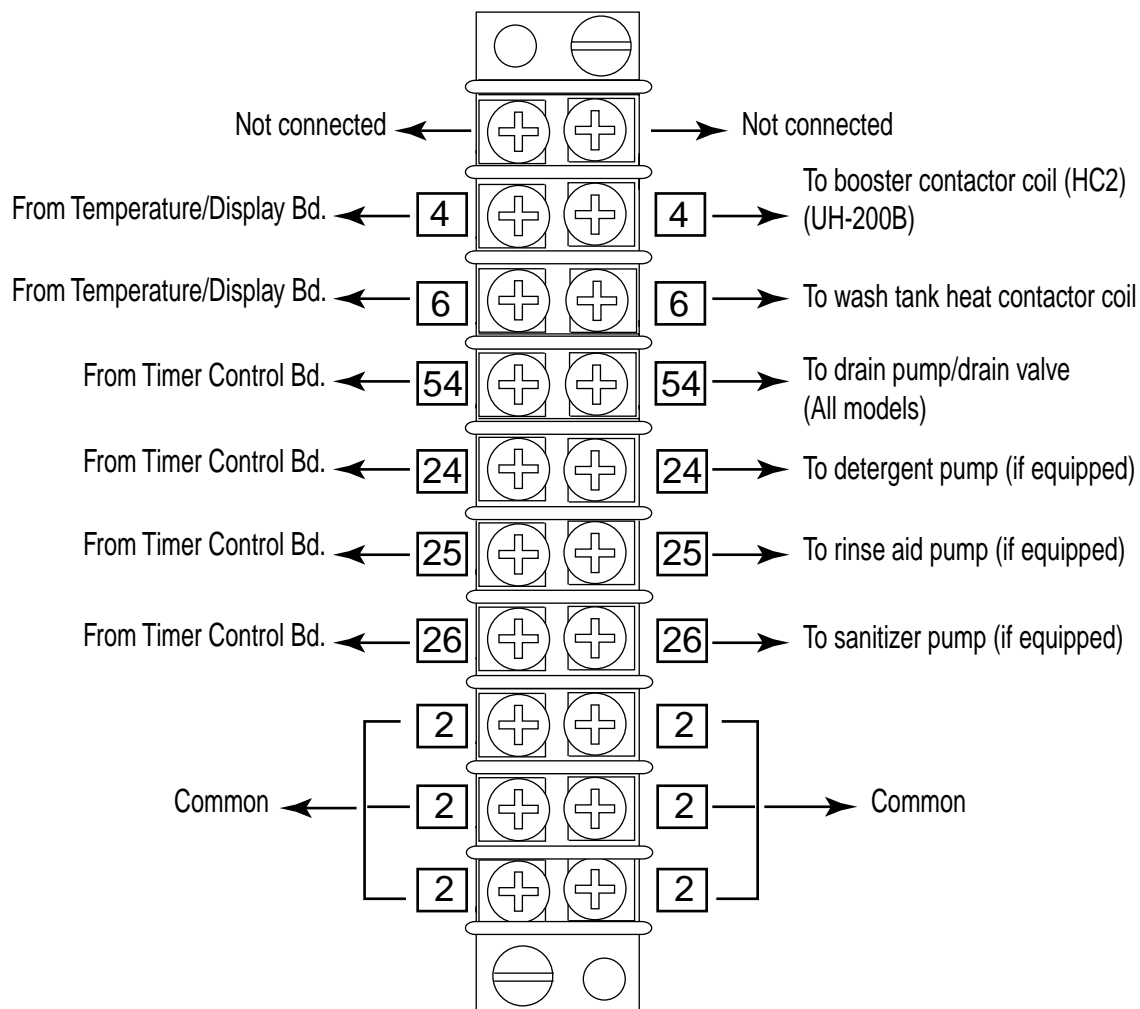 Not connected
Not connected
From Temperature/Display Bd.
4
4
To booster contactor coil (HC2)
(UH-200B)
From Temperature/Display Bd.
6
6
To wash tank heat contactor coil
From Timer Control Bd.
54
54
To drain pump/drain valve
(All models)
From Timer Control Bd.
24
24
To detergent pump (if equipped)
From Timer Control Bd.
25
25
To rinse aid pump (if equipped)
From Timer Control Bd.
26
26
To sanitizer pump (if equipped)
2
2
Common
2
2
Common
2
2